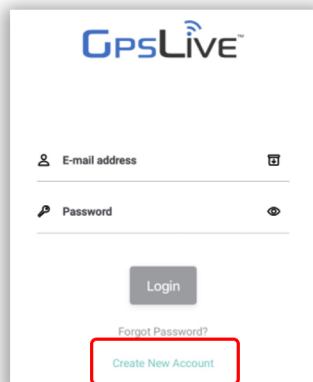 GPSLIVE™
E-mail address
Password
Login
Forgot Password?
Create New Account